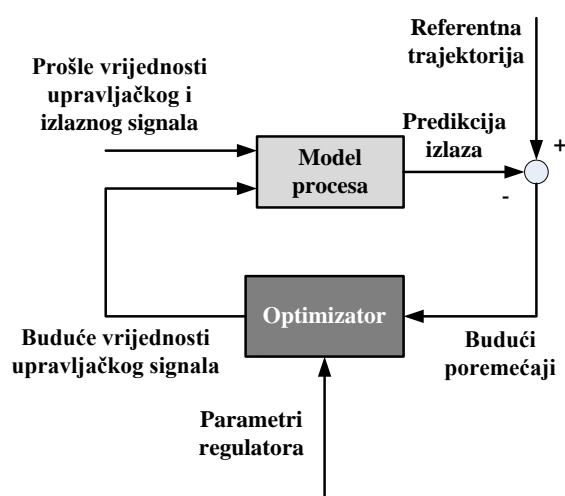 Referentna
trajektorija
Prošle vrijednosti
upravljačkog i
izlaznog signala
Predikcija
izlaza
+
Model
procesa
-
Optimizator
Buduće vrijednosti
upravljačkog signala
Budući
poremećaji
Parametri
regulatora